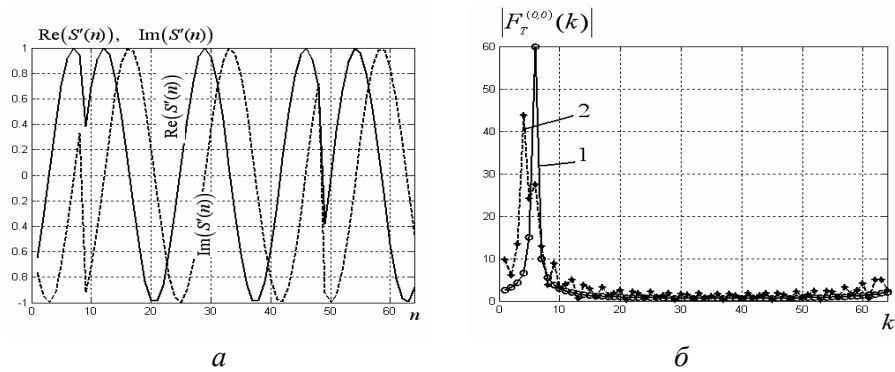 Re(S′(n)), Im(S′(n))
1
0.8
0.6
0.4
0.2
0
0.2
0.4
0.6
0.8
-1
0 10 20 30 40 50 60 n
Re(S′(n))
Im(S′(n))
а
|F_T^(0,0)(k)|
60
50
40
30
20
10
0
2
1
0 10 20 30 40 50 60 k
б